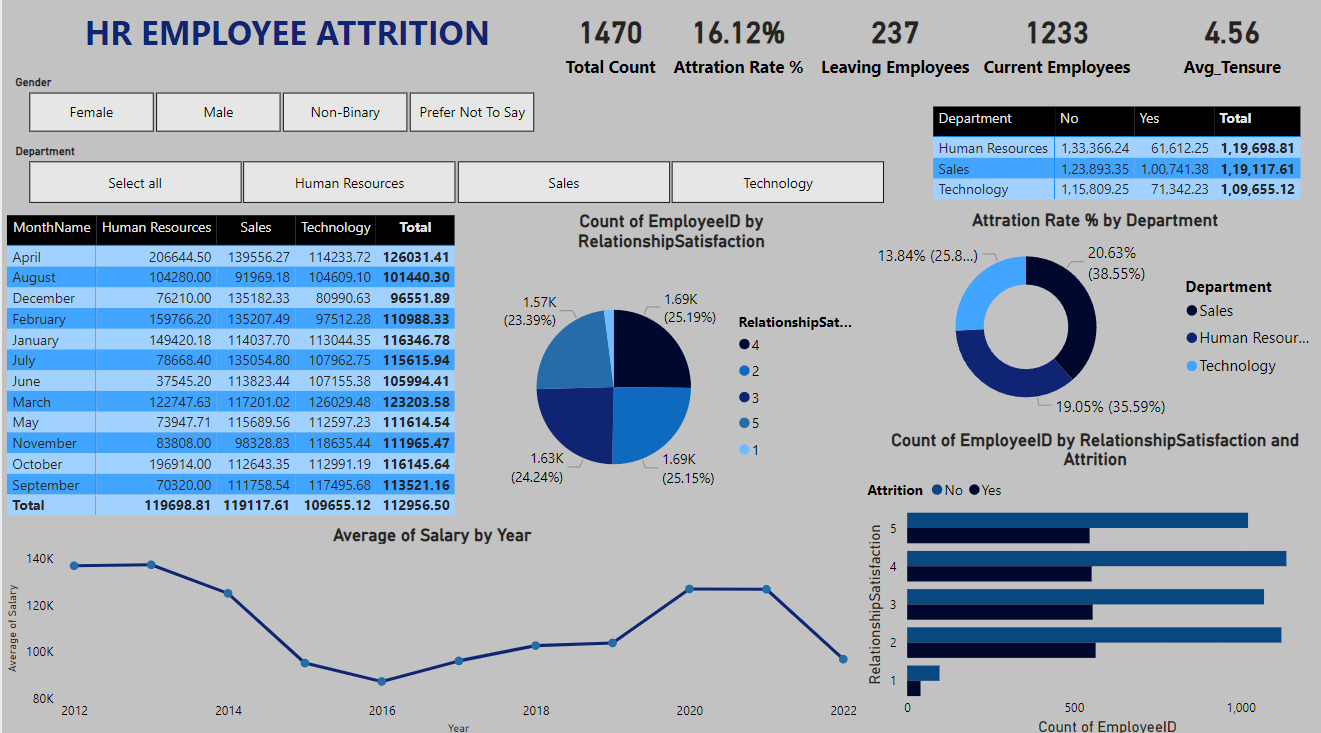 HR EMPLOYEE ATTRITION
1470
Total Count
16.12%
Attration Rate %
237
Leaving Employees
1233
Current Employees
4.56
Avg_Tensure
Gender
Female
Male
Non-Binary
Prefer Not To Say
Department
Select all
Human Resources
Sales
Technology
Department No Yes Total
Human Resources 1,33,366.24 61,612.25 1,19,698.81
Sales 1,23,893.35 1,00,741.38 1,19,117.61
Technology 1,15,809.25 71,342.23 1,09,655.12
MonthName Human Resources Sales Technology Total
April 206644.50 139556.27 114233.72 126031.41
August 104280.00 91969.18 104609.10 101440.30
December 76210.00 135182.33 80990.63 96551.89
February 159766.20 135207.49 97512.28 110988.33
January 149420.18 114037.70 113044.35 116346.78
July 78668.40 135054.80 107962.75 115615.94
June 37545.20 113823.44 107155.38 105994.41
March 122747.63 117201.02 126029.48 123203.58
May 73947.71 115689.56 112597.23 111614.54
November 83808.00 98328.83 118635.44 111965.47
October 196914.00 112643.35 112991.19 116145.64
September 70320.00 111758.54 117495.68 113521.16
Total 119698.81 119117.61 109655.12 112956.50
Count of EmployeeID by
RelationshipSatisfaction
1.57K
(23.39%)
1.69K
(25.19%)
1.63K
(24.24%)
1.69K
(25.15%)
RelationshipSat...
4
2
3
5
1
Attration Rate % by Department
13.84% (25.8...)
20.63%
(38.55%)
19.05% (35.59%)
Department
Sales
Human Resour...
Technology
Average of Salary by Year
Average of Salary
140K
120K
100K
80K
2012 2014 2016 2018 2020 2022
Year
Count of EmployeeID by RelationshipSatisfaction and
Attrition
Attrition No Yes
RelationshipSatisfaction
5
4
3
2
1
0 500 1,000
Count of EmployeeID